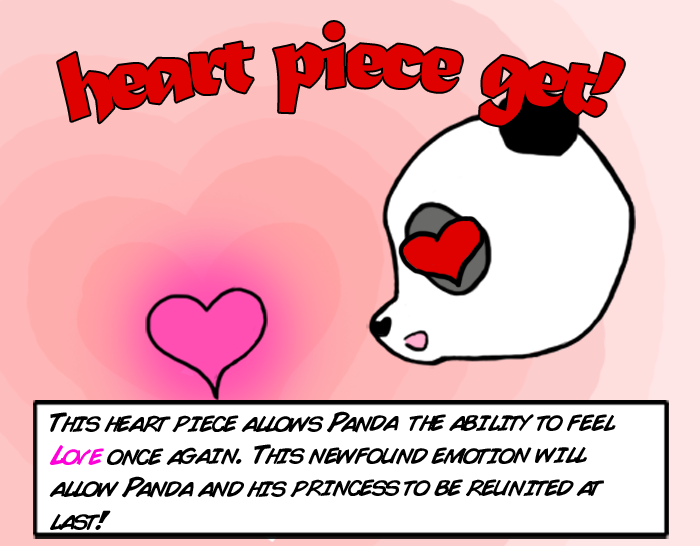 heart piece get!
This heart piece allows Panda the ability to feel
Love once again. This newfound emotion will
allow Panda and his princess to be reunited at
last!